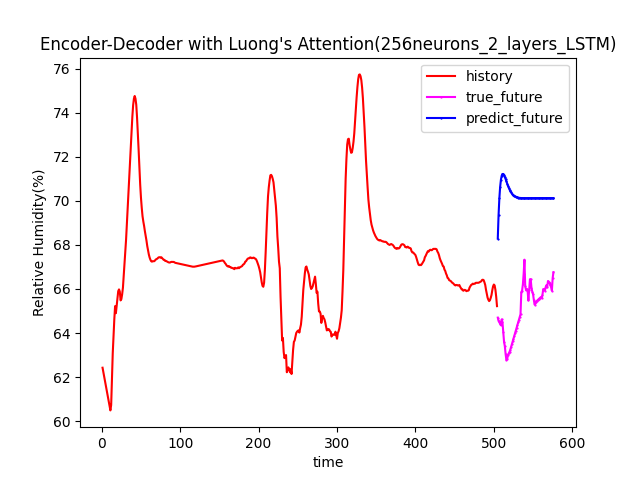 Encoder-Decoder with Luong's Attention(256neurons_2_layers_LSTM)
history
true_future
predict_future
Relative Humidity(%)
76
74
72
70
68
66
64
62
60
0 100 200 300 400 500 600
time